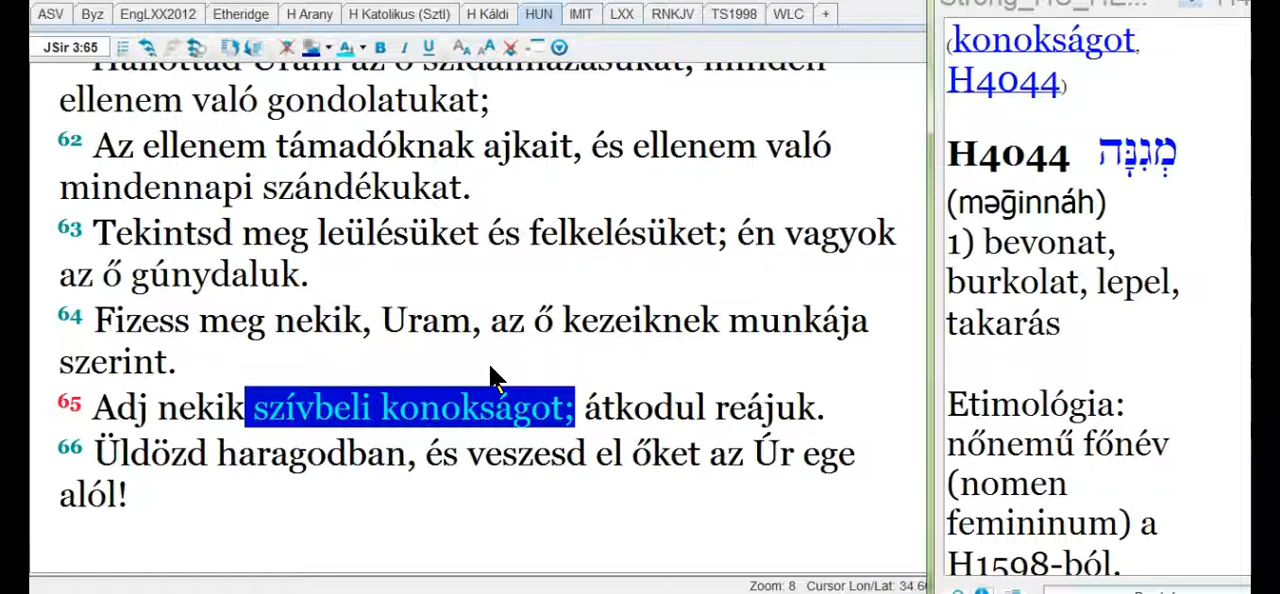 ASV Byz EngLXX2012 Etheridge H Arany H Katolikus (Sztl) H Káldi HUN IMIT LXX RNKJV TS1998 WLC +
JSir 3:65
ellenem való gondolatukat;
62 Az ellenem támadóknak ajkait, és ellenem való
mindennapi szándékukat.
63 Tekintsd meg leülésüket és felkelésüket; én vagyok
az ő gúnydaluk.
64 Fizess meg nekik, Uram, az ő kezeiknek munkája
szerint.
65 Adj nekik szívbeli konokságot; átkodul reájuk.
66 Üldözd haragodban, és veszesd el őket az Úr ege
alól!
Zoom: 8 Cursor Lon/Lat:
(konokságot,
H4044)
H4044 מְגִנָּה
(məḡinnáh)
1) bevonat,
burkolat, lepel,
takarás
Etimológia:
nőnemű főnév
(nomen
femininum) a
H1598-ból.